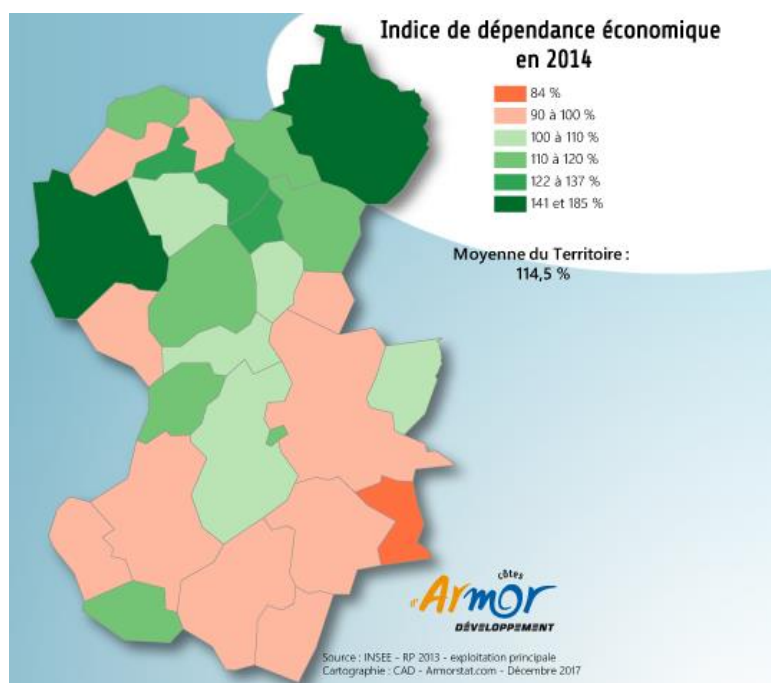 Indice de dépendance économique
en 2014
84 %
90 à 100 %
100 à 110 %
110 à 120 %
122 à 137 %
141 et 185 %
Moyenne du Territoire :
114,5 %
côtes
d'Armor
DÉVELOPPEMENT
Source : INSEE - RP 2013 - exploitation principale
Cartographie : CAD - Armorstat.com - Décembre 2017